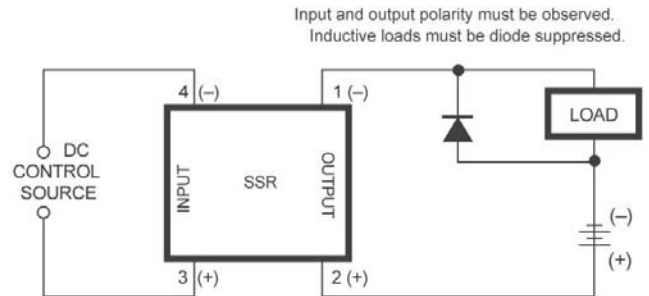 Input and output polarity must be observed.
Inductive loads must be diode suppressed.
4 (–)
1 (–)
LOAD
DC
CONTROL
SOURCE
INPUT
SSR
OUTPUT
(–)
(+)
3 (+)
2 (+)